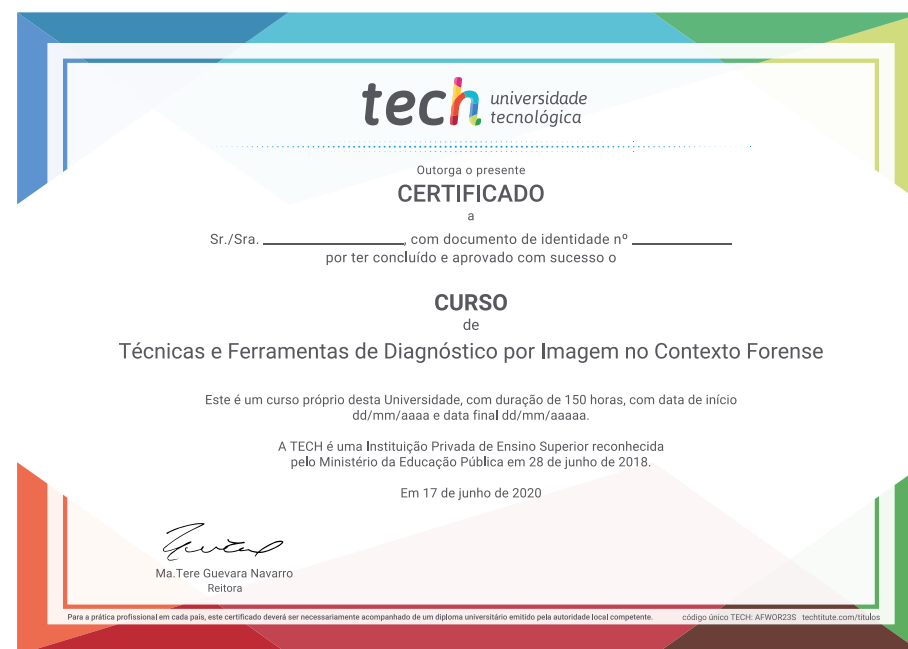 tech universidade
tecnológica
Outorga o presente
CERTIFICADO
a
Sr./Sra. ______________, com documento de identidade nº __________
por ter concluído e aprovado com sucesso o
CURSO
de
Técnicas e Ferramentas de Diagnóstico por Imagem no Contexto Forense
Este é um curso próprio desta Universidade, com duração de 150 horas, com data de início
dd/mm/aaaa e data final dd/mm/aaaaa.
A TECH é uma Instituição Privada de Ensino Superior reconhecida
pelo Ministério da Educação Pública em 28 de junho de 2018.
Em 17 de junho de 2020
Ma.Tere Guevara Navarro
Reitora
Para a prática profissional em cada país, este certificado deverá ser necessariamente acompanhado de um diploma universitário emitido pela autoridade local competente. código único TECH: AFWOR23S techtitute.com/titulos